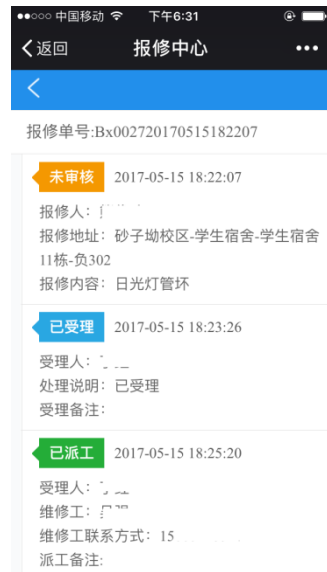 中国移动 下午6:31
返回 报修中心
报修单号:Bx002720170515182207
未审核 2017-05-15 18:22:07
报修人:
报修地址: 砂子坳校区-学生宿舍-学生宿舍
11栋-负302
报修内容: 日光灯管坏
已受理 2017-05-15 18:23:26
受理人:
处理说明: 已受理
受理备注:
已派工 2017-05-15 18:25:20
受理人:
维修工:
维修工联系方式: 15
派工备注: